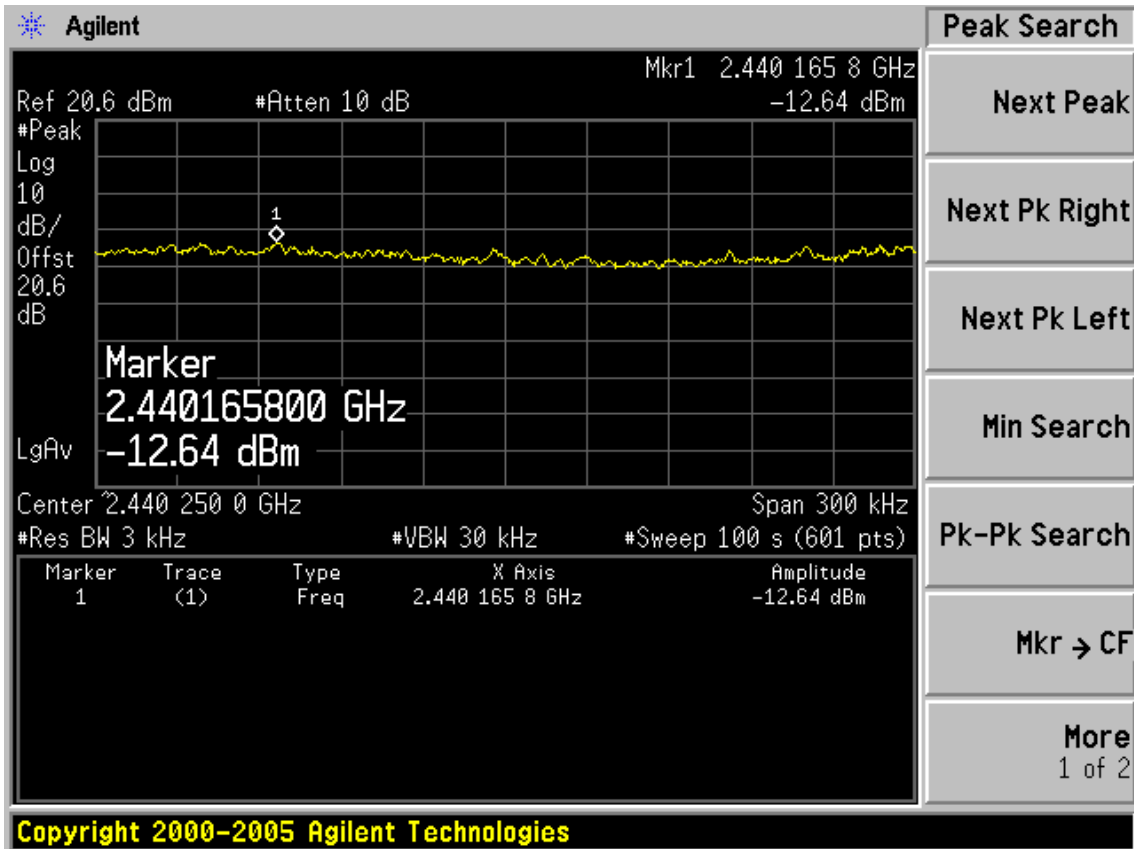 Agilent
Peak Search
Mkr1 2.440 165 8 GHz
Ref 20.6 dBm #Atten 10 dB -12.64 dBm
#Peak
Log
10
dB/
Offst
20.6
dB
1
Marker
2.440165800 GHz
-12.64 dBm
LgAv
Center 2.440 250 0 GHz Span 300 kHz
#Res BW 3 kHz #VBW 30 kHz #Sweep 100 s (601 pts)
Marker Trace Type X Axis Amplitude
1 (1) Freq 2.440 165 8 GHz -12.64 dBm
Next Peak
Next Pk Right
Next Pk Left
Min Search
Pk-Pk Search
Mkr → CF
More
1 of 2
Copyright 2000-2005 Agilent Technologies